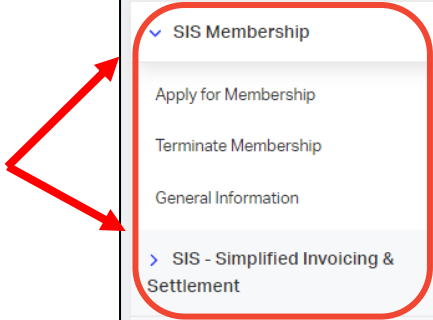 SIS Membership
Apply for Membership
Terminate Membership
General Information
SIS - Simplified Invoicing &
Settlement